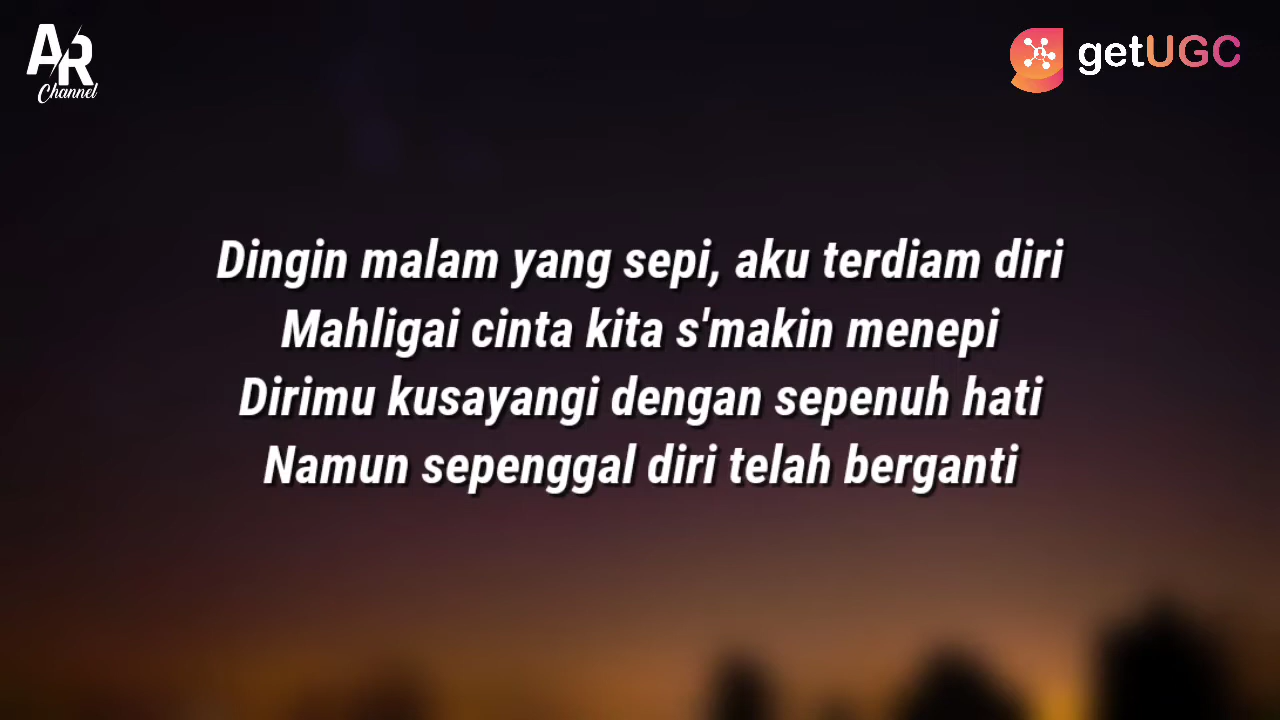 AR
Channel
getUGC
Dingin malam yang sepi, aku terdiam diri
Mahligai cinta kita s'makin menepi
Dirimu kusayangi dengan sepenuh hati
Namun sepenggal diri telah berganti